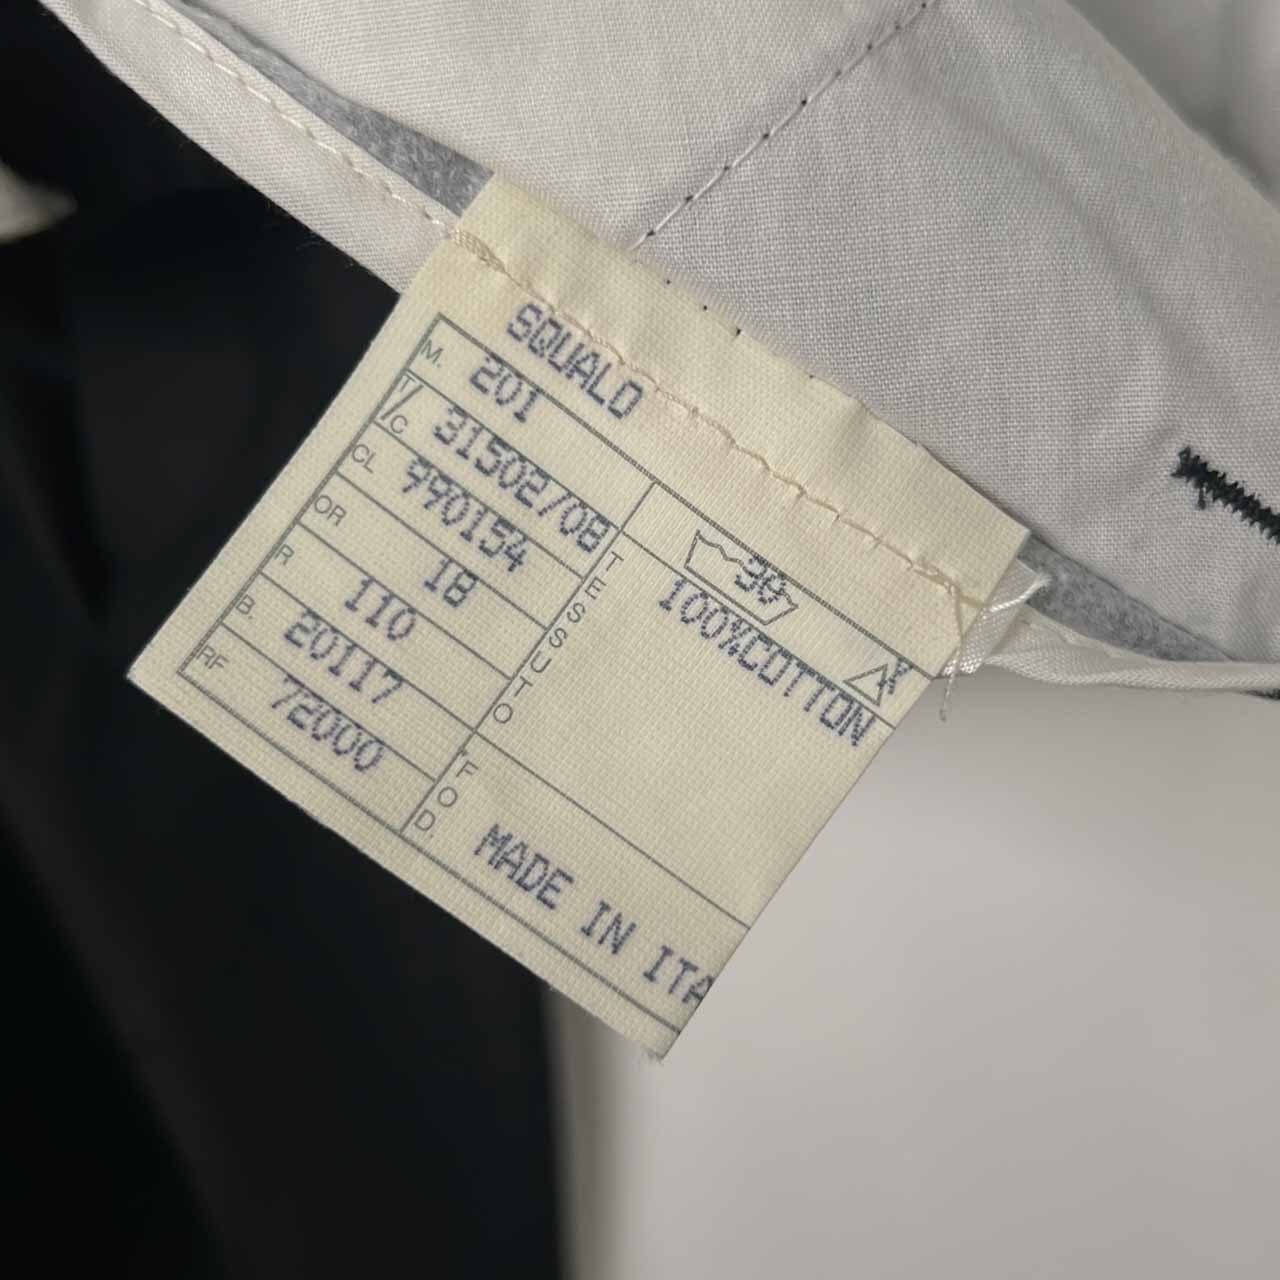 SQUALO
M. 201
T/C 31502/08
CL 990154
OR 18
R 110
B. 20117
RF 72000
30
TESSUTO
100%COTTON
FOD.
MADE IN ITA